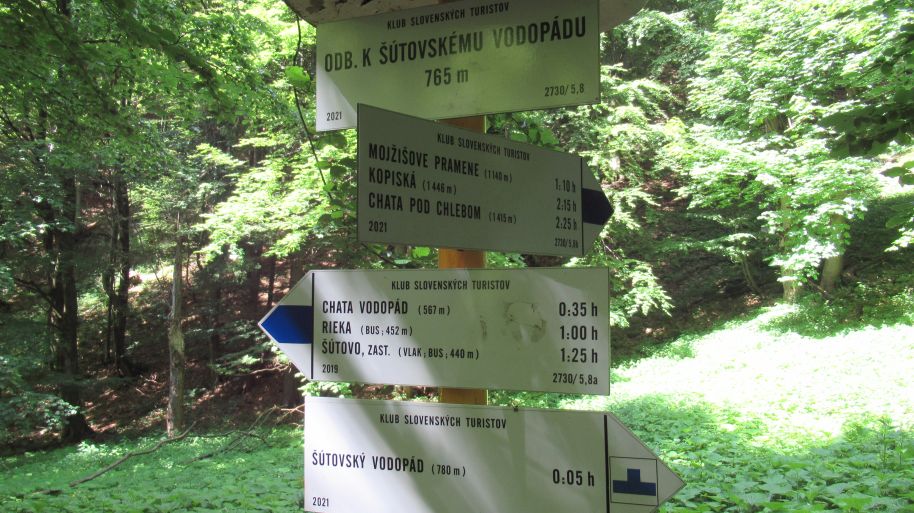 KLUB SLOVENSKÝCH TURISTOV
ODB. K ŠÚTOVSKÉMU VODOPÁDU
765 m
2021 2730/5,8
KLUB SLOVENSKÝCH TURISTOV
MOJŽIŠOVE PRAMENE (1140 m) 1:10 h
KOPISKÁ (1446 m) 2:15 h
CHATA POD CHLEBOM (1415 m) 2:25 h
2021 2730/5,8b
KLUB SLOVENSKÝCH TURISTOV
CHATA VODOPÁD (567 m) 0:35 h
RIEKA (BUS; 452 m) 1:00 h
ŠÚTOVO, ZAST. (VLAK; BUS; 440 m) 1:25 h
2019 2730/5,8a
KLUB SLOVENSKÝCH TURISTOV
ŠÚTOVSKÝ VODOPÁD (780 m) 0:05 h
2021